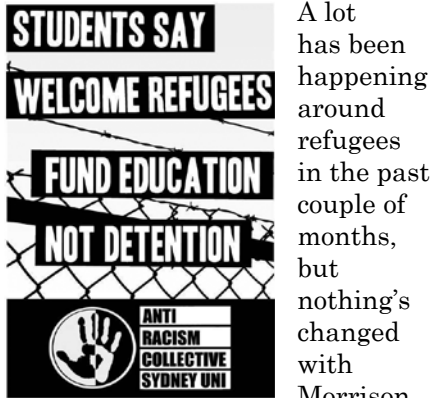 STUDENTS SAY
WELCOME REFUGEES
FUND EDUCATION
NOT DETENTION
ANTI
RACISM
COLLECTIVE
SYDNEY UNI
A lot
has been
happening
around
refugees
in the past
couple of
months,
but
nothing's
changed
with
Morrison